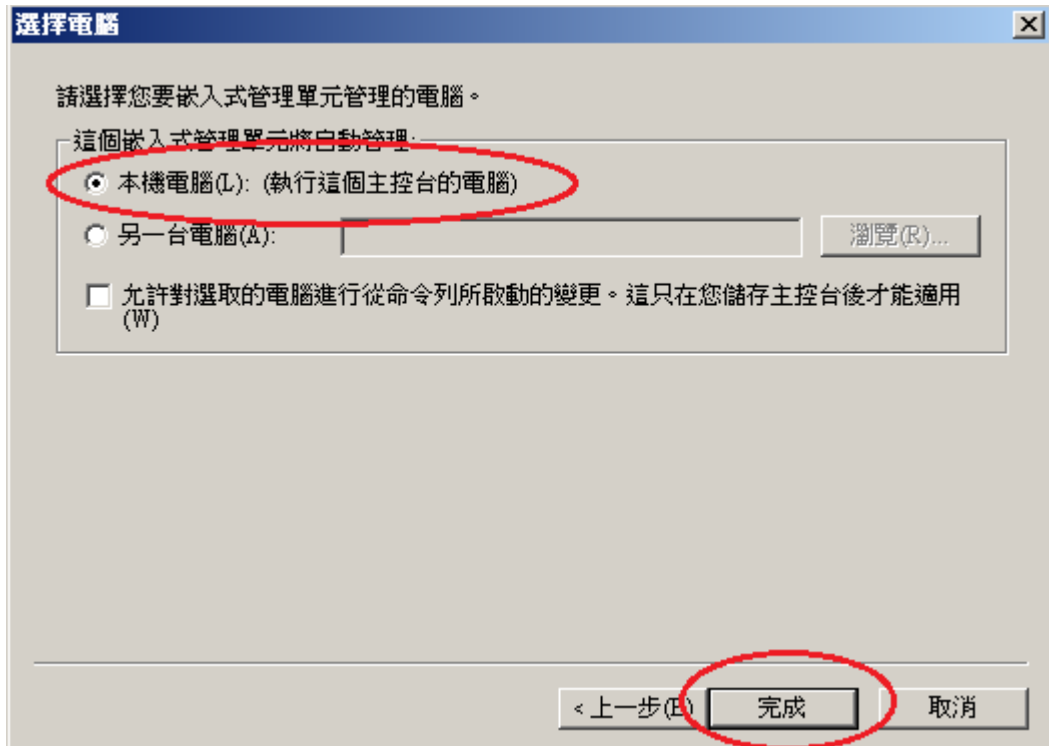 選擇電腦
請選擇您要嵌入式管理單元管理的電腦。
這個嵌入式管理單元將自動管理:
本機電腦(L): (執行這個主控台的電腦)
另一台電腦(A):
瀏覽(R)...
允許對選取的電腦進行從命令列所啟動的變更。這只在您儲存主控台後才能適用
(W)
<上一步(B)
完成
取消